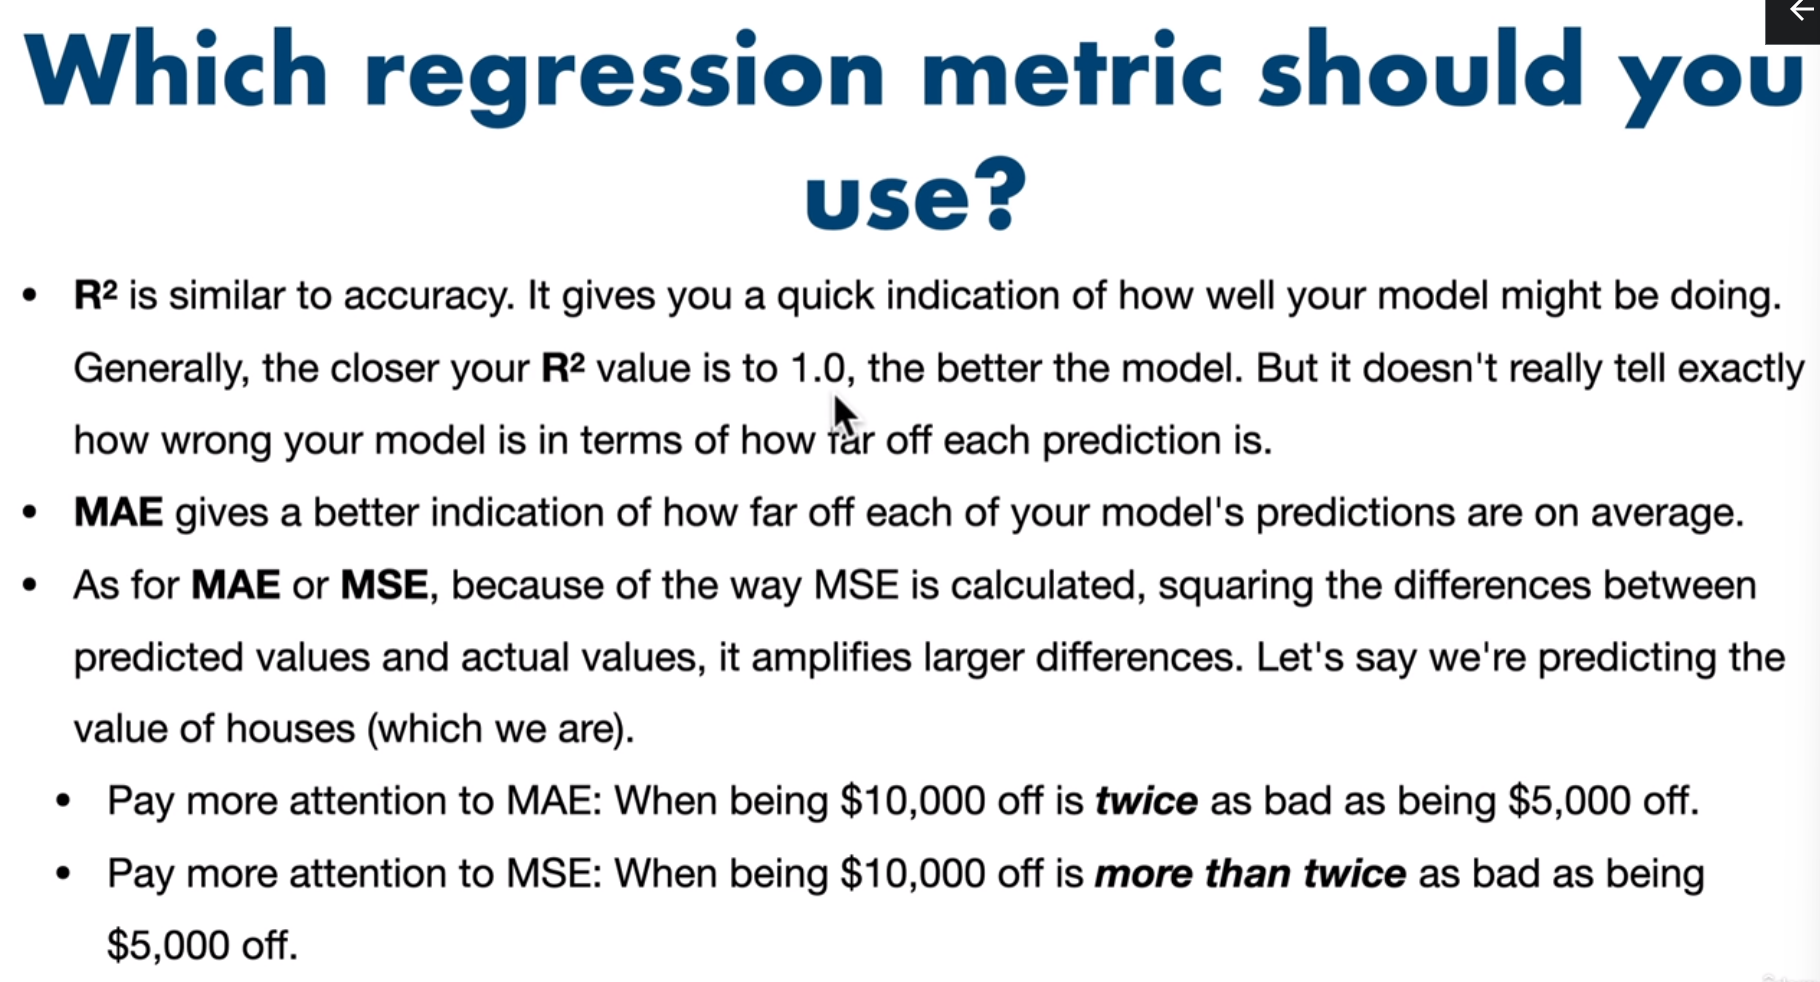 Which regression metric should you
use?
• R² is similar to accuracy. It gives you a quick indication of how well your model might be doing.
Generally, the closer your R² value is to 1.0, the better the model. But it doesn't really tell exactly
how wrong your model is in terms of how far off each prediction is.
• MAE gives a better indication of how far off each of your model's predictions are on average.
• As for MAE or MSE, because of the way MSE is calculated, squaring the differences between
predicted values and actual values, it amplifies larger differences. Let's say we're predicting the
value of houses (which we are).
• Pay more attention to MAE: When being $10,000 off is twice as bad as being $5,000 off.
• Pay more attention to MSE: When being $10,000 off is more than twice as bad as being
$5,000 off.